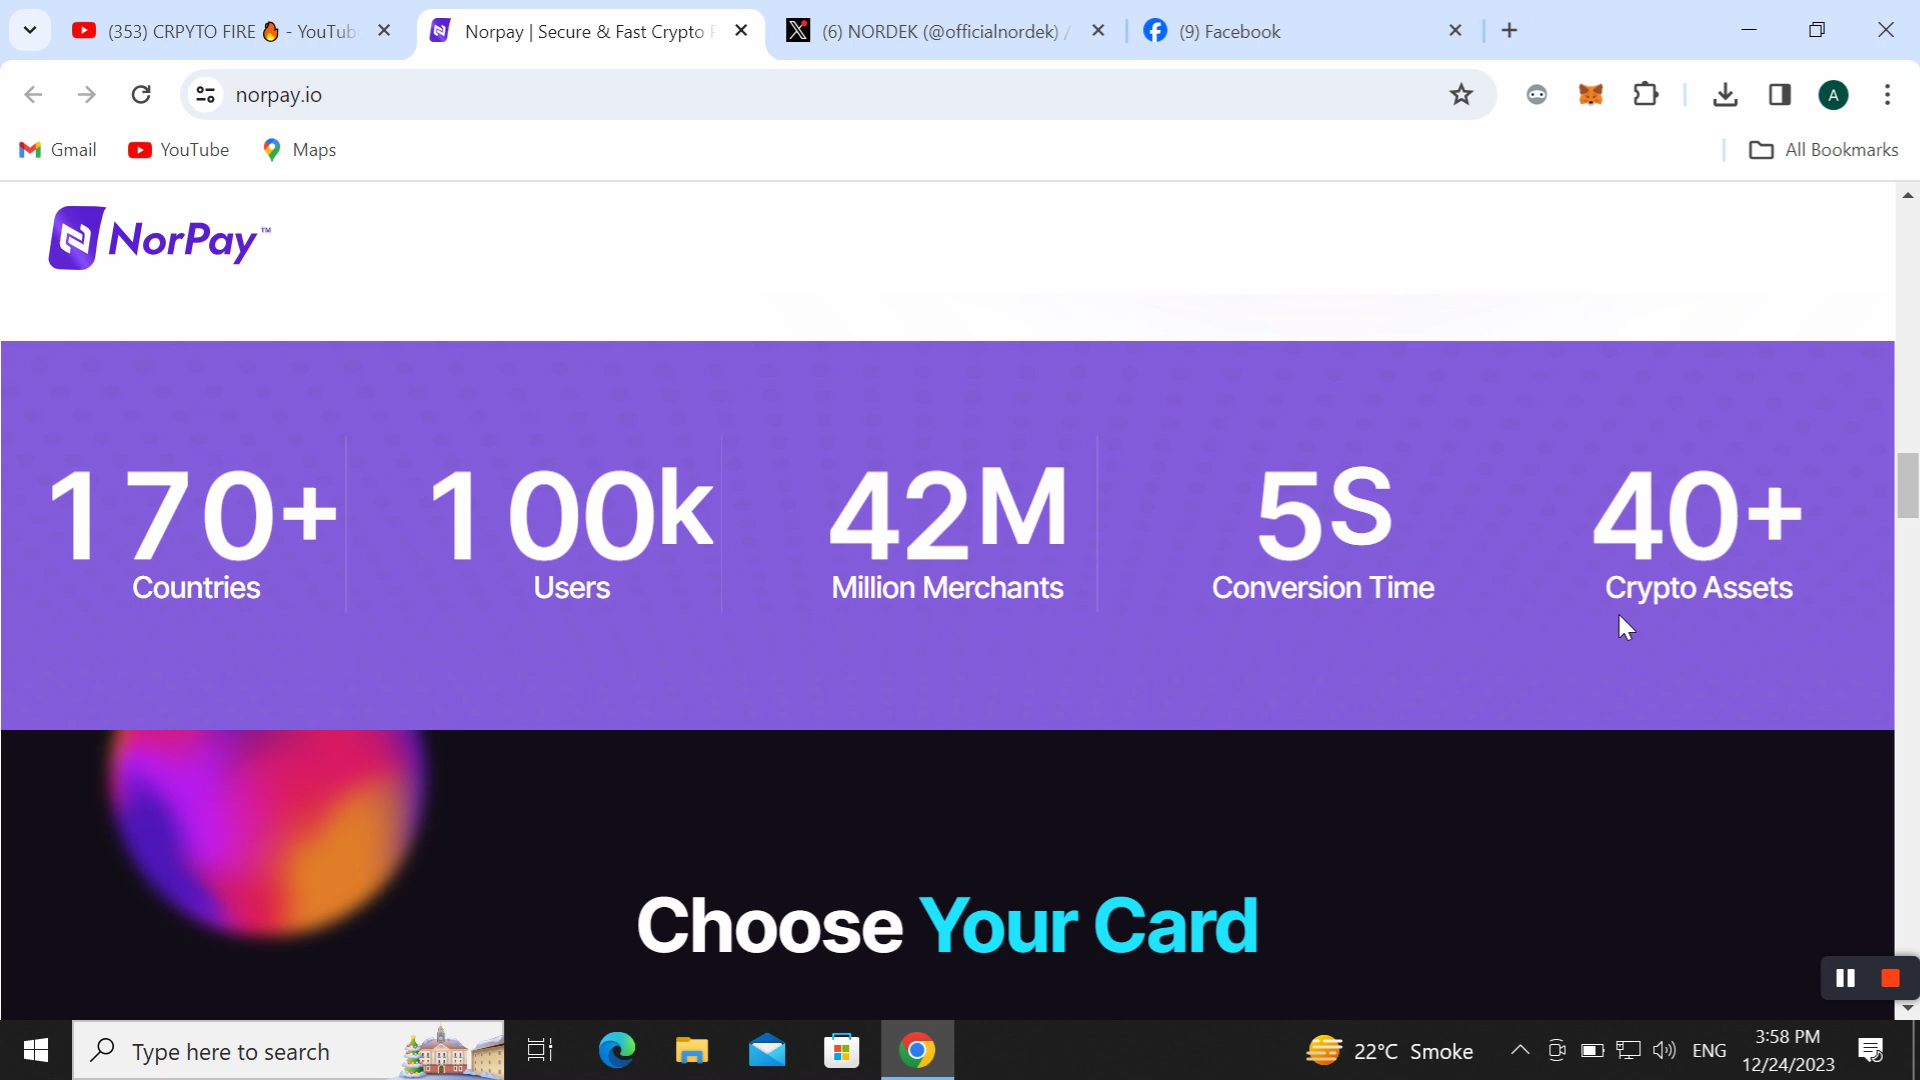 (353) CRPYTO FIRE 🔥 - YouTub
Norpay | Secure & Fast Crypto
(6) NORDEK (@officialnordek) /
(9) Facebook
norpay.io
A
Gmail
YouTube
Maps
All Bookmarks
NorPay™
170+
Countries
100k
Users
42M
Million Merchants
5S
Conversion Time
40+
Crypto Assets
Choose Your Card
Type here to search
22°C Smoke
ENG
3:58 PM
12/24/2023